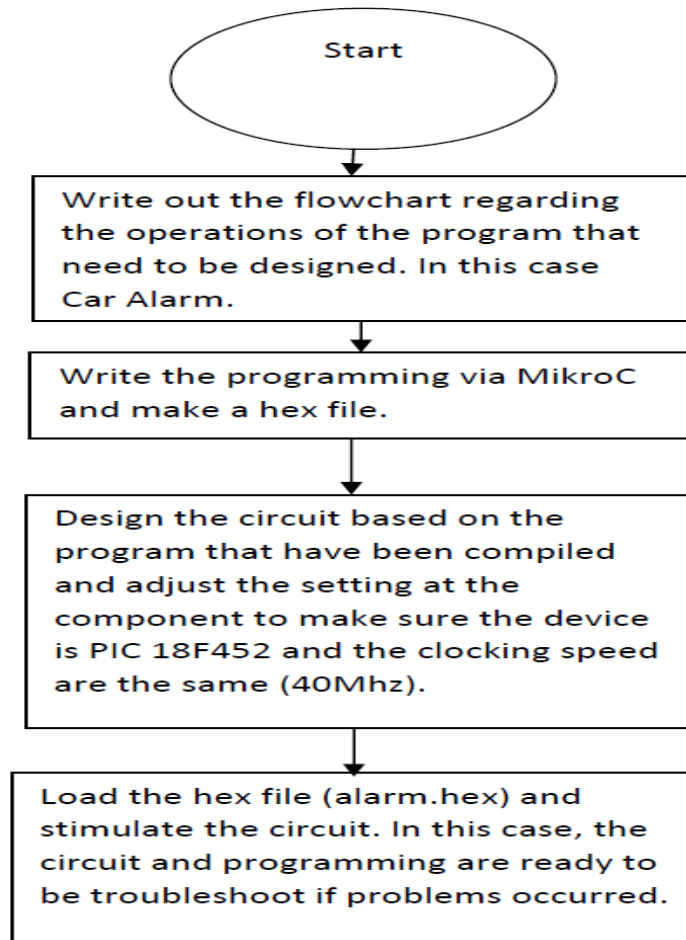 Start
Write out the flowchart regarding
the operations of the program that
need to be designed. In this case
Car Alarm.
Write the programming via MikroC
and make a hex file.
Design the circuit based on the
program that have been compiled
and adjust the setting at the
component to make sure the device
is PIC 18F452 and the clocking speed
are the same (40Mhz).
Load the hex file (alarm.hex) and
stimulate the circuit. In this case, the
circuit and programming are ready to
be troubleshoot if problems occurred.